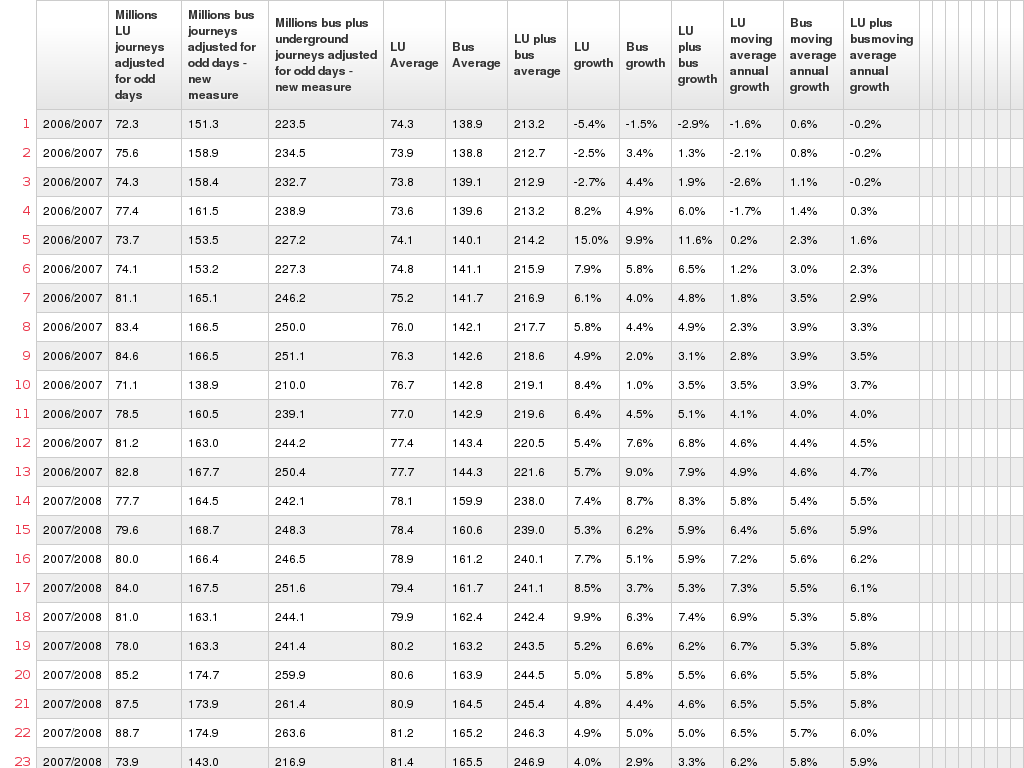 Millions LU journeys adjusted for odd days | Millions bus journeys adjusted for odd days - new measure | Millions bus plus underground journeys adjusted for odd days - new measure | LU Average | Bus Average | LU plus bus average | LU growth | Bus growth | LU plus bus growth | LU moving average annual growth | Bus moving average annual growth | LU plus busmoving average annual growth
1 2006/2007 72.3 151.3 223.5 74.3 138.9 213.2 -5.4% -1.5% -2.9% -1.6% 0.6% -0.2%
2 2006/2007 75.6 158.9 234.5 73.9 138.8 212.7 -2.5% 3.4% 1.3% -2.1% 0.8% -0.2%
3 2006/2007 74.3 158.4 232.7 73.8 139.1 212.9 -2.7% 4.4% 1.9% -2.6% 1.1% -0.2%
4 2006/2007 77.4 161.5 238.9 73.6 139.6 213.2 8.2% 4.9% 6.0% -1.7% 1.4% 0.3%
5 2006/2007 73.7 153.5 227.2 74.1 140.1 214.2 15.0% 9.9% 11.6% 0.2% 2.3% 1.6%
6 2006/2007 74.1 153.2 227.3 74.8 141.1 215.9 7.9% 5.8% 6.5% 1.2% 3.0% 2.3%
7 2006/2007 81.1 165.1 246.2 75.2 141.7 216.9 6.1% 4.0% 4.8% 1.8% 3.5% 2.9%
8 2006/2007 83.4 166.5 250.0 76.0 142.1 217.7 5.8% 4.4% 4.9% 2.3% 3.9% 3.3%
9 2006/2007 84.6 166.5 251.1 76.3 142.6 218.6 4.9% 2.0% 3.1% 2.8% 3.9% 3.5%
10 2006/2007 71.1 138.9 210.0 76.7 142.8 219.1 8.4% 1.0% 3.5% 3.5% 3.9% 3.7%
11 2006/2007 78.5 160.5 239.1 77.0 142.9 219.6 6.4% 4.5% 5.1% 4.1% 4.0% 4.0%
12 2006/2007 81.2 163.0 244.2 77.4 143.4 220.5 5.4% 7.6% 6.8% 4.6% 4.4% 4.5%
13 2006/2007 82.8 167.7 250.4 77.7 144.3 221.6 5.7% 9.0% 7.9% 4.9% 4.6% 4.7%
14 2007/2008 77.7 164.5 242.1 78.1 159.9 238.0 7.4% 8.7% 8.3% 5.8% 5.4% 5.5%
15 2007/2008 79.6 168.7 248.3 78.4 160.6 239.0 5.3% 6.2% 5.9% 6.4% 5.6% 5.9%
16 2007/2008 80.0 166.4 246.5 78.9 161.2 240.1 7.7% 5.1% 5.9% 7.2% 5.6% 6.2%
17 2007/2008 84.0 167.5 251.6 79.4 161.7 241.1 8.5% 3.7% 5.3% 7.3% 5.5% 6.1%
18 2007/2008 81.0 163.1 244.1 79.9 162.4 242.4 9.9% 6.3% 7.4% 6.9% 5.3% 5.8%
19 2007/2008 78.0 163.3 241.4 80.2 163.2 243.5 5.2% 6.6% 6.2% 6.7% 5.3% 5.8%
20 2007/2008 85.2 174.7 259.9 80.6 163.9 244.5 5.0% 5.8% 5.5% 6.6% 5.5% 5.8%
21 2007/2008 87.5 173.9 261.4 80.9 164.5 245.4 4.8% 4.4% 4.6% 6.5% 5.5% 5.8%
22 2007/2008 88.7 174.9 263.6 81.2 165.2 246.3 4.9% 5.0% 5.0% 6.5% 5.7% 6.0%
23 2007/2008 73.9 143.0 216.9 81.4 165.5 246.9 4.0% 2.9% 3.3% 6.2% 5.8% 5.9%